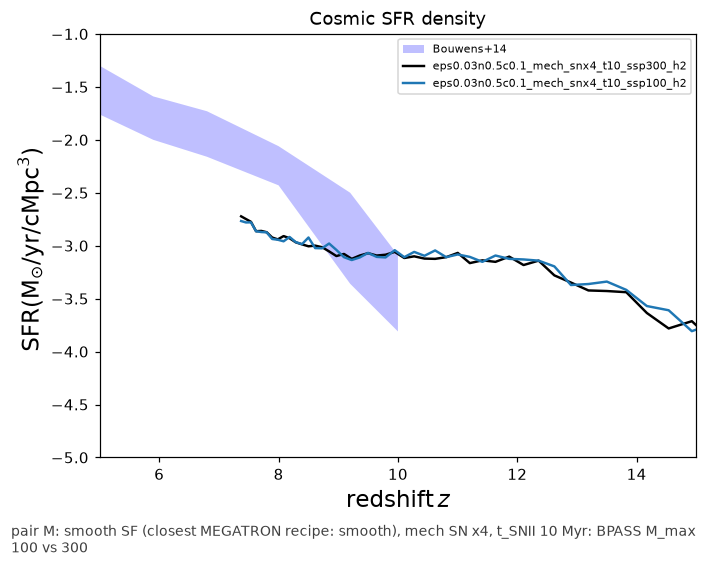 Cosmic SFR density
Bouwens+14
eps0.03n0.5c0.1_mech_snx4_t10_ssp300_h2
eps0.03n0.5c0.1_mech_snx4_t10_ssp100_h2
−1.0
−1.5
−2.0
−2.5
−3.0
−3.5
−4.0
−4.5
−5.0
SFR(M⊙/yr/cMpc³)
6 8 10 12 14
redshift z
pair M: smooth SF (closest MEGATRON recipe: smooth), mech SN x4, t_SNII 10 Myr: BPASS M_max
100 vs 300